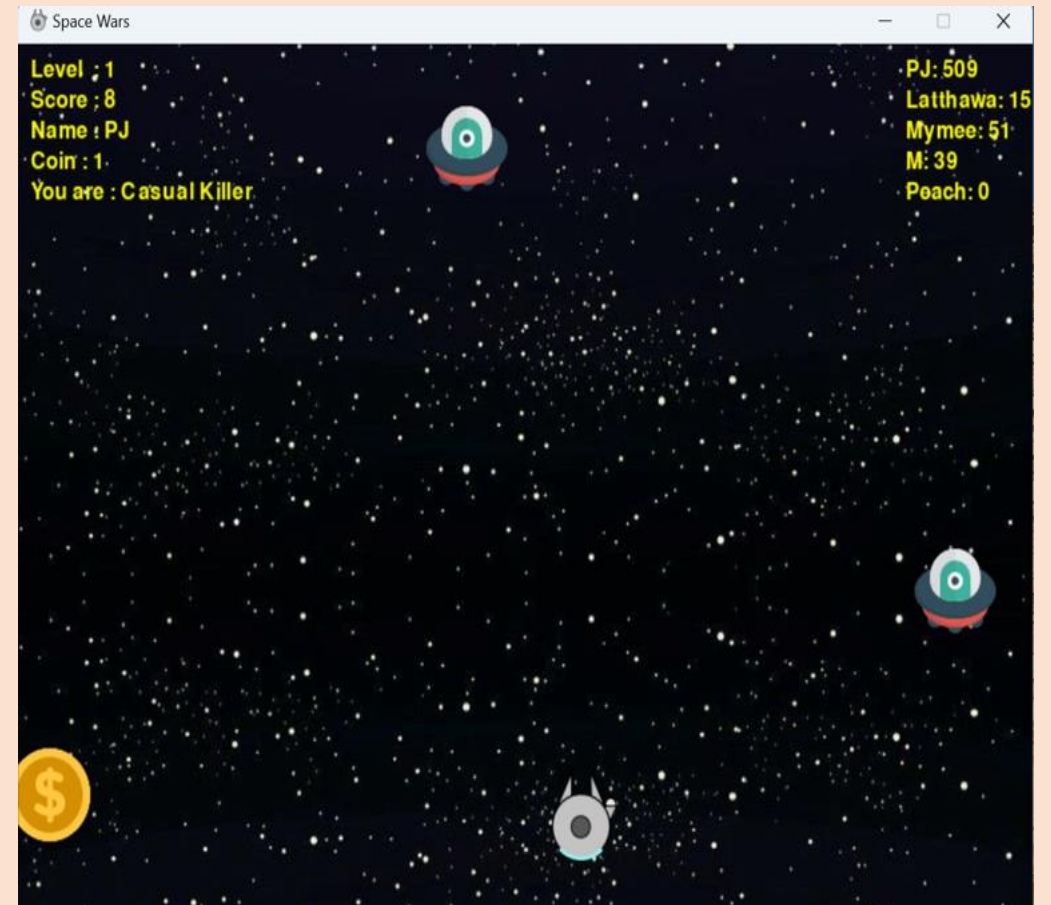 Space Wars
Level : 1
Score : 8
Name : PJ
Coin : 1
You are : Casual Killer
PJ: 509
Latthawa: 15
Mymee: 51
M: 39
Peach: 0
$